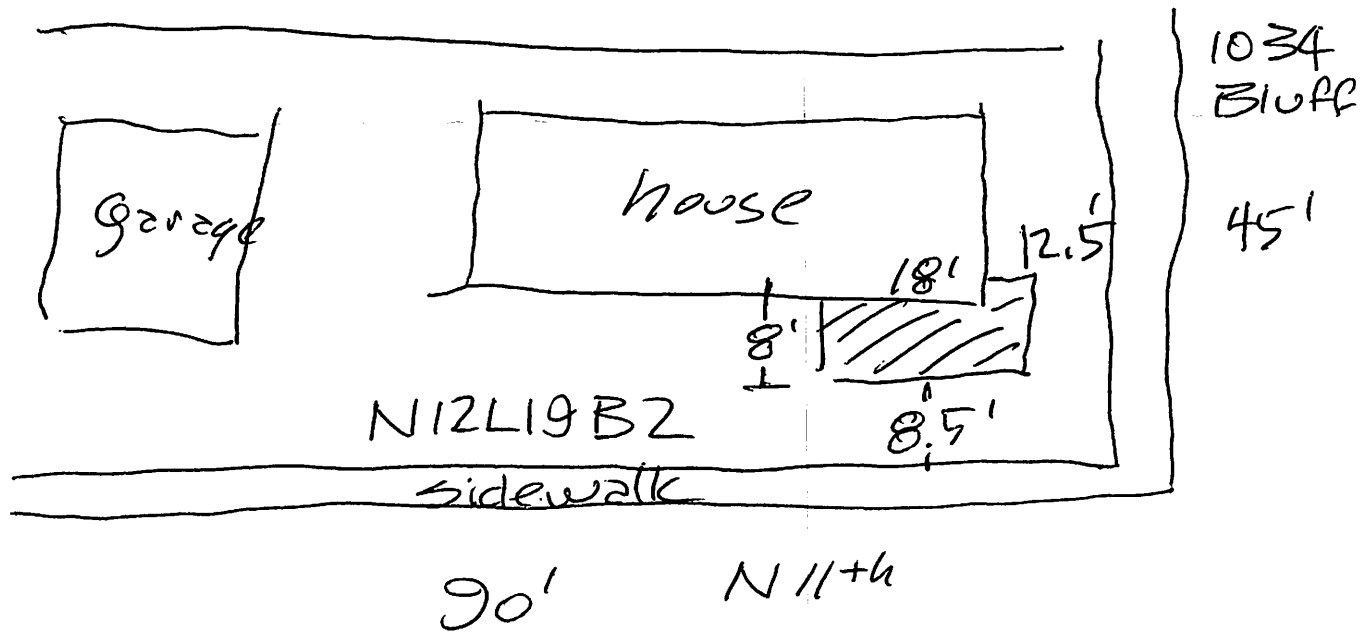 1034
Bluff
house
garage
12.5'
45'
18'
8'
N12L19B2
8.5'
sidewalk
90'
N 11th